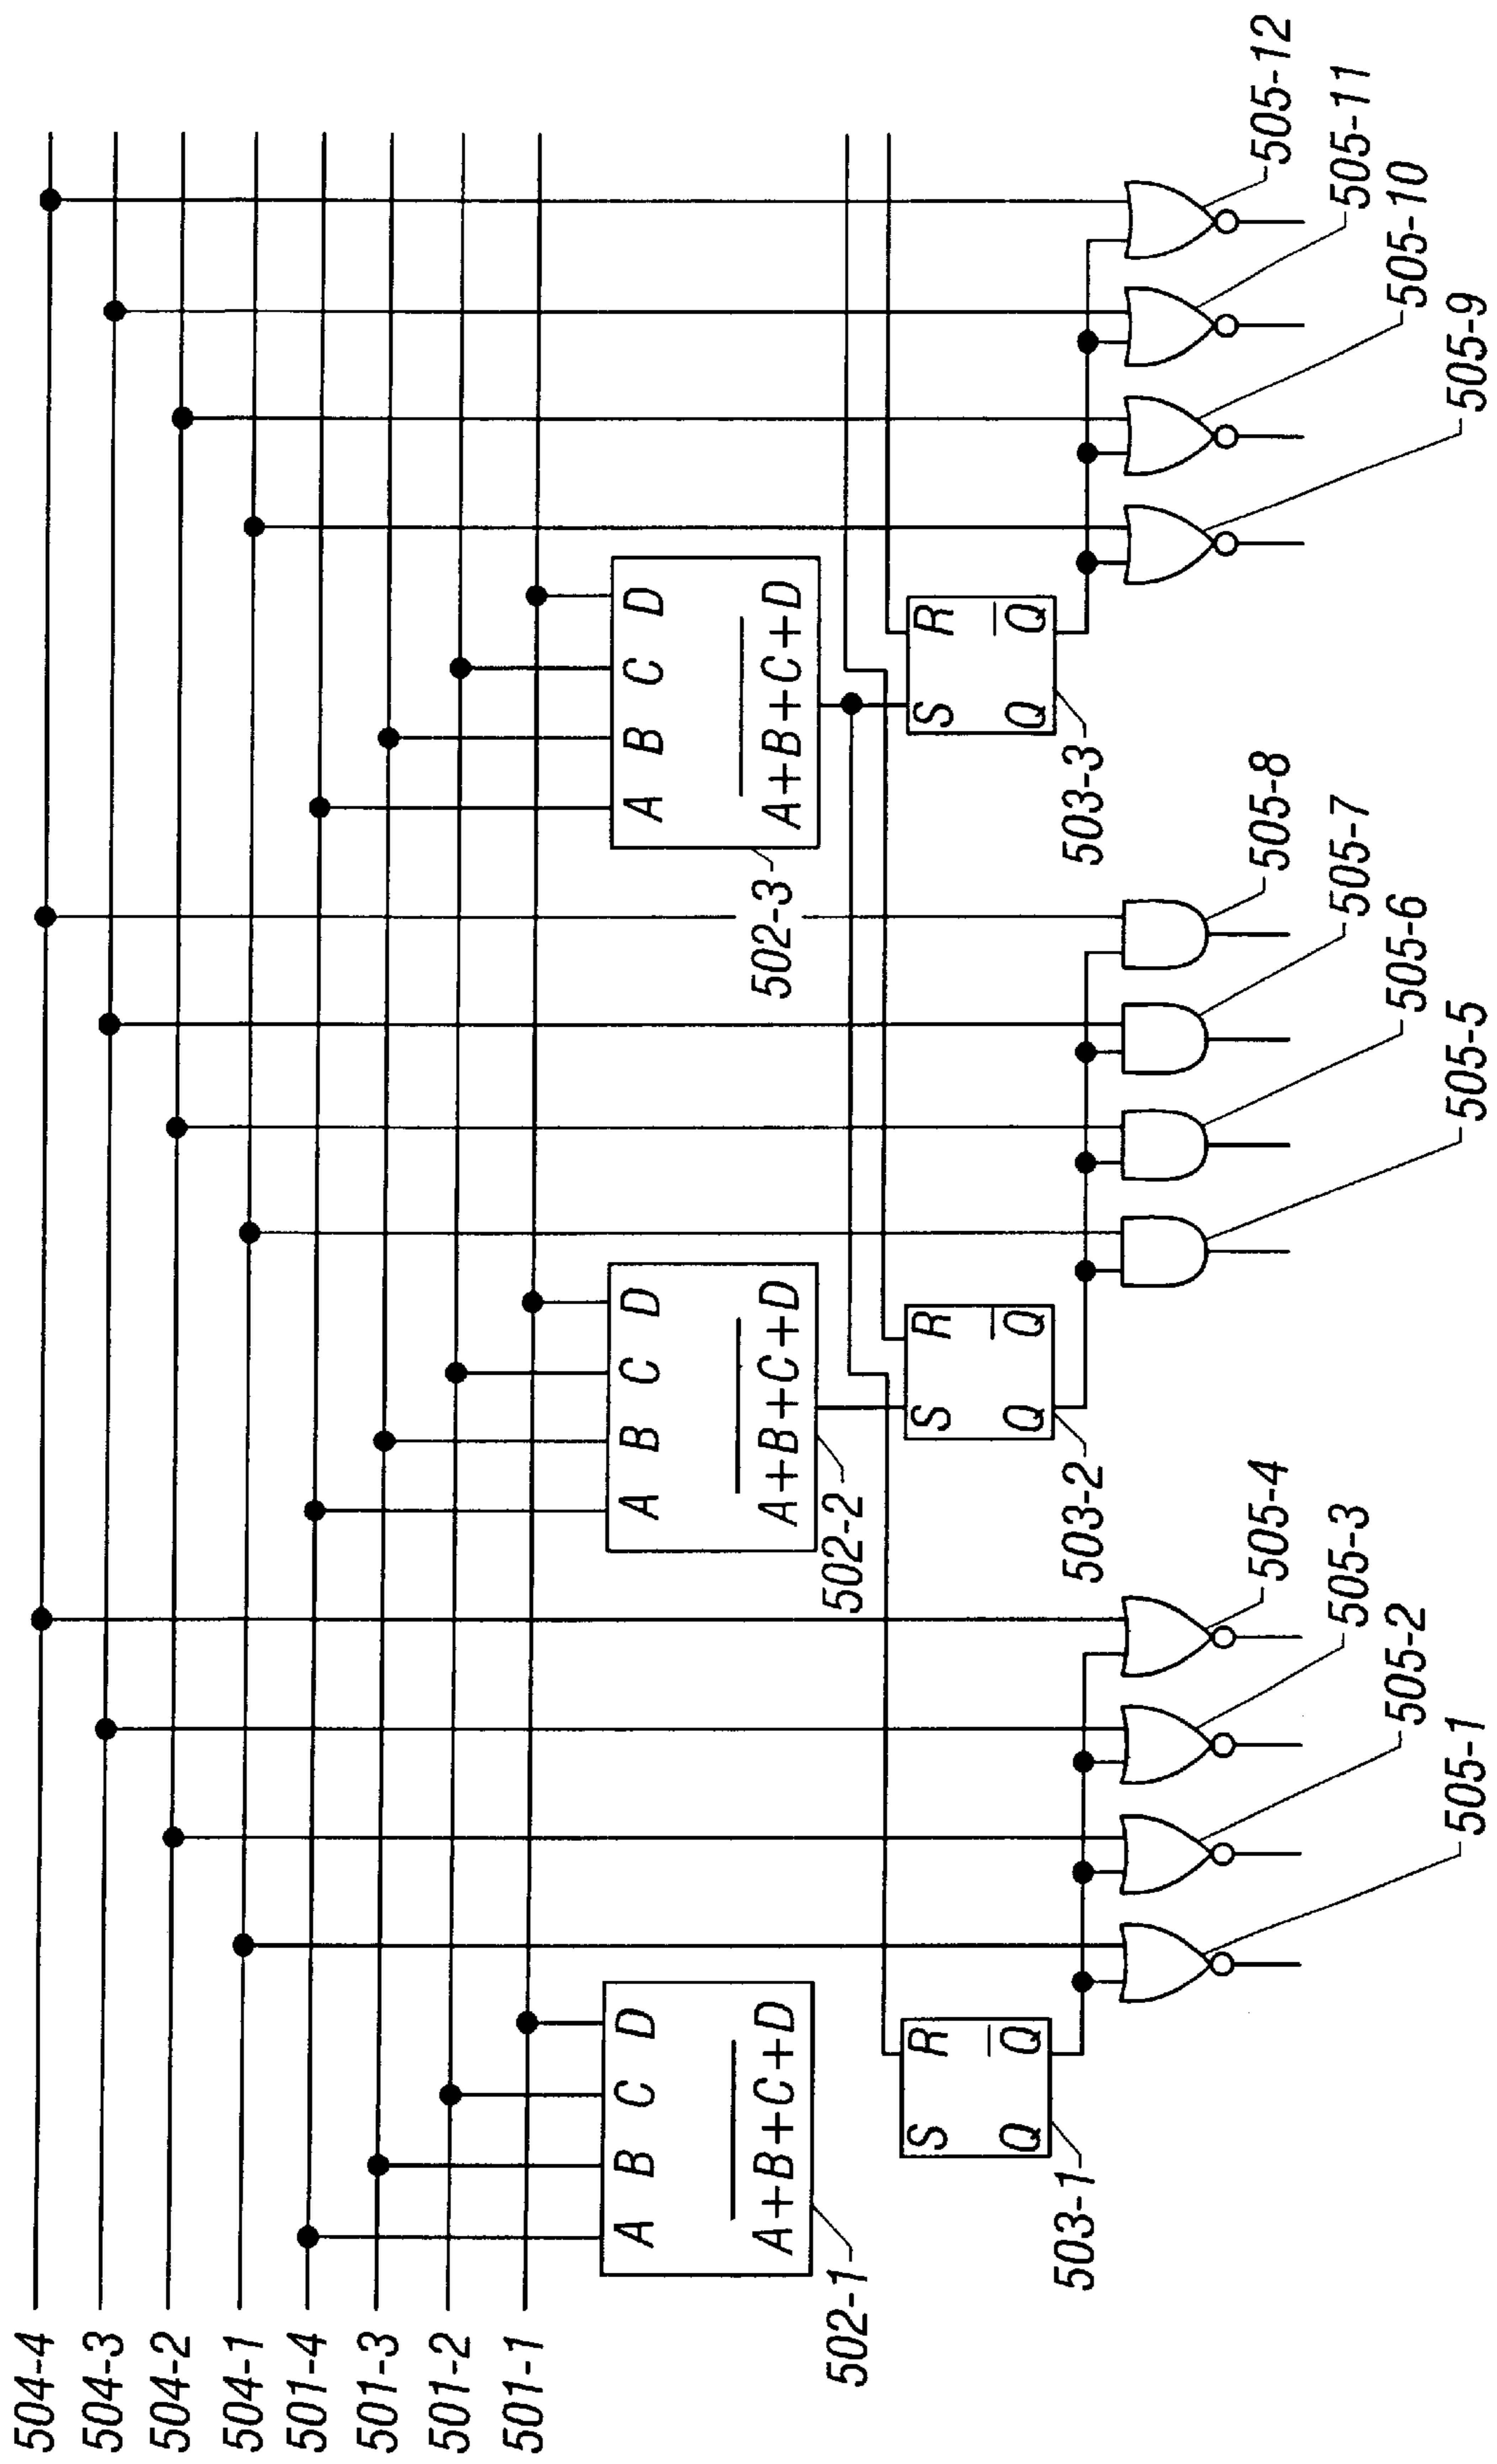 504-4
504-3
504-2
504-1
501-4
501-3
501-2
501-1
A B C D
A+B+C+D
502-1
A B C D
A+B+C+D
502-2
A B C D
A+B+C+D
502-3
S R
Q Q
503-1
S R
Q Q
503-2
S R
Q Q
503-3
505-1
505-2
505-3
505-4
505-5
505-6
505-7
505-8
505-9
505-10
505-11
505-12